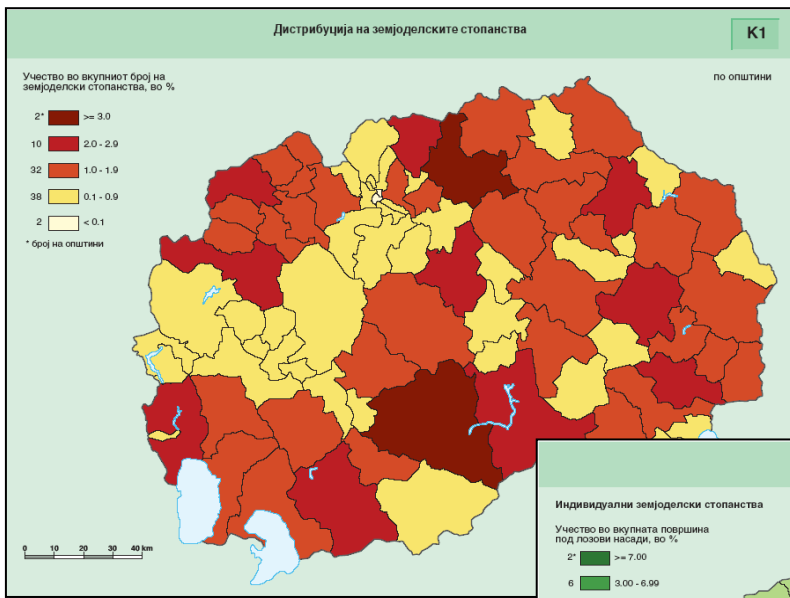 Дистрибуција на земјоделските стопанства
К1
Учество во вкупниот број на
земјоделски стопанства, во %
по општини
2* >= 3.0
10 2.0 - 2.9
32 1.0 - 1.9
38 0.1 - 0.9
2 < 0.1
* број на општини
0 10 20 30 40 km
Индивидуални земјоделски стопанства
Учество во вкупната површина
под лозови насади, во %
2* >= 7.00
6 3.00 - 6.99